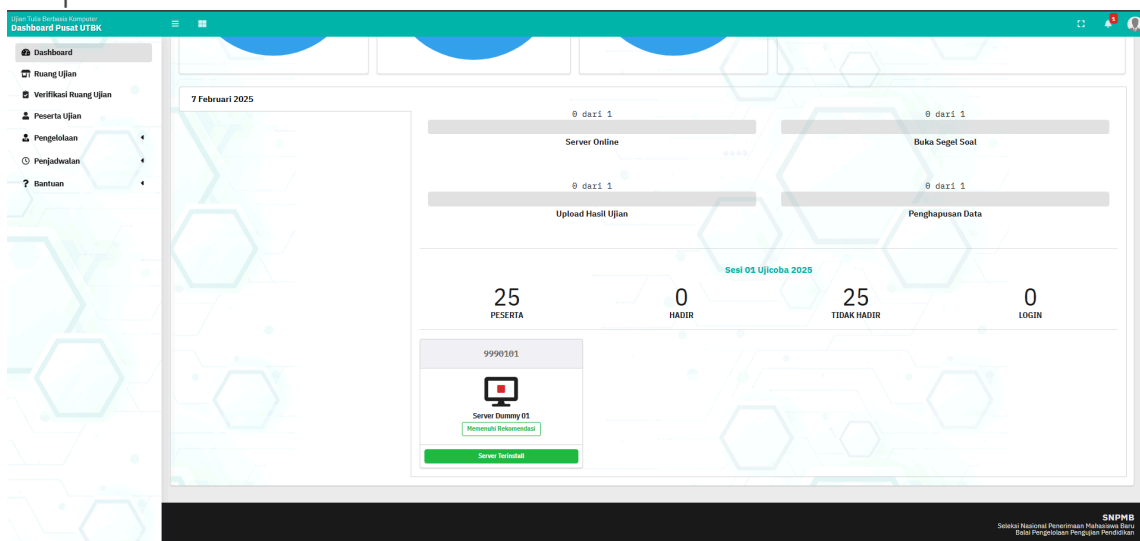 Ujian Tulis Berbasis Komputer
Dashboard Pusat UTBK
1
Dashboard
Ruang Ujian
Verifikasi Ruang Ujian
Peserta Ujian
Pengelolaan
Penjadwalan
Bantuan
7 Februari 2025
0 dari 1
Server Online
0 dari 1
Buka Segel Soal
0 dari 1
Upload Hasil Ujian
0 dari 1
Penghapusan Data
Sesi 01 Ujicoba 2025
25
PESERTA
0
HADIR
25
TIDAK HADIR
0
LOGIN
9990101
Server Dummy 01
Memenuhi Rekomendasi
Server Terinstall
SNPMB
Seleksi Nasional Penerimaan Mahasiswa Baru
Balai Pengelolaan Pengujian Pendidikan